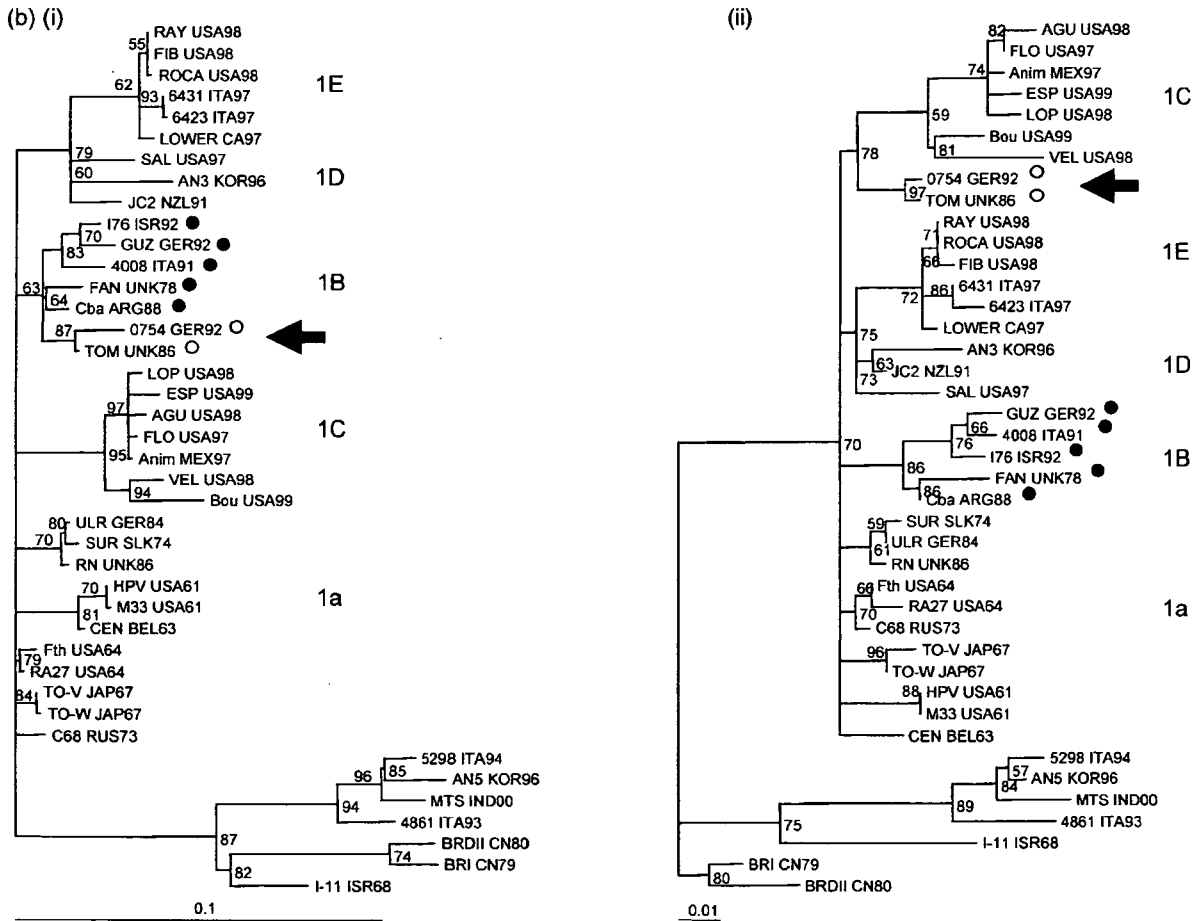 (b) (i)
RAY USA98
55
FIB USA98
ROCA USA98
1E
62
93
6431 ITA97
6423 ITA97
LOWER CA97
79
SAL USA97
60
AN3 KOR96
1D
JC2 NZL91
I76 ISR92
70
GUZ GER92
83
4008 ITA91
63
FAN UNK78
1B
64
Cba ARG88
87
0754 GER92
TOM UNK86
LOP USA98
ESP USA99
97
AGU USA98
1C
FLO USA97
95
Anim MEX97
VEL USA98
94
Bou USA99
80
ULR GER84
70
SUR SLK74
RN UNK86
70
HPV USA61
1a
M33 USA61
81
CEN BEL63
Fth USA64
79
RA27 USA64
84
TO-V JAP67
TO-W JAP67
C68 RUS73
5298 ITA94
96
85
AN5 KOR96
MTS IND00
94
4861 ITA93
87
BRDII CN80
74
BRI CN79
82
I-11 ISR68
0.1
(ii)
82
AGU USA98
FLO USA97
74
Anim MEX97
1C
ESP USA99
LOP USA98
59
Bou USA99
78
81
VEL USA98
0754 GER92
97
TOM UNK86
RAY USA98
71
ROCA USA98
1E
66
FIB USA98
86
6431 ITA97
72
6423 ITA97
LOWER CA97
75
AN3 KOR96
63
JC2 NZL91
1D
73
SAL USA97
GUZ GER92
66
4008 ITA91
70
76
I76 ISR92
1B
86
FAN UNK78
86
Cba ARG88
59
SUR SLK74
61
ULR GER84
RN UNK86
66
Fth USA64
RA27 USA64
1a
70
C68 RUS73
96
TO-V JAP67
TO-W JAP67
88
HPV USA61
M33 USA61
CEN BEL63
5298 ITA94
57
AN5 KOR96
84
MTS IND00
89
4861 ITA93
75
I-11 ISR68
BRI CN79
80
BRDII CN80
0.01